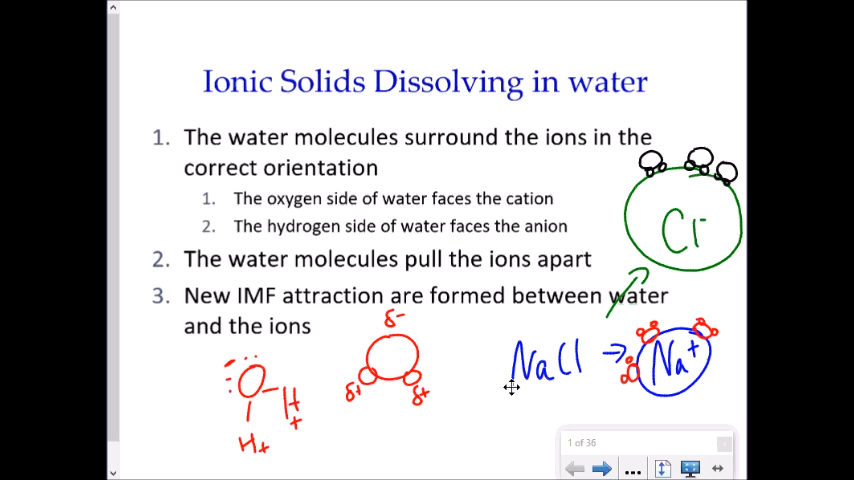 Ionic Solids Dissolving in water
1. The water molecules surround the ions in the
correct orientation
1. The oxygen side of water faces the cation
2. The hydrogen side of water faces the anion
2. The water molecules pull the ions apart
3. New IMF attraction are formed between water
and the ions
Cl-
δ-
NaCl → Na+
O
H
+
δ+
δ+
H+
1 of 36